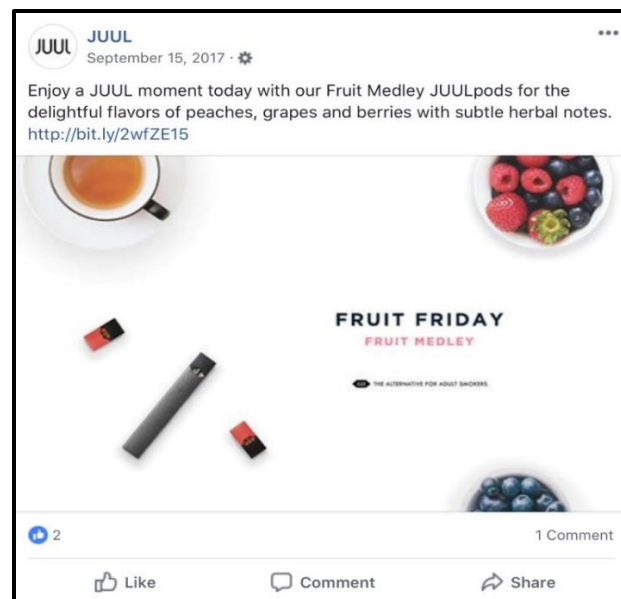 JUUL
JUUL
September 15, 2017 ·
Enjoy a JUUL moment today with our Fruit Medley JUULpods for the
delightful flavors of peaches, grapes and berries with subtle herbal notes.
http://bit.ly/2wfZE15
FRUIT FRIDAY
FRUIT MEDLEY
THE ALTERNATIVE FOR ADULT SMOKERS
2
1 Comment
Like
Comment
Share